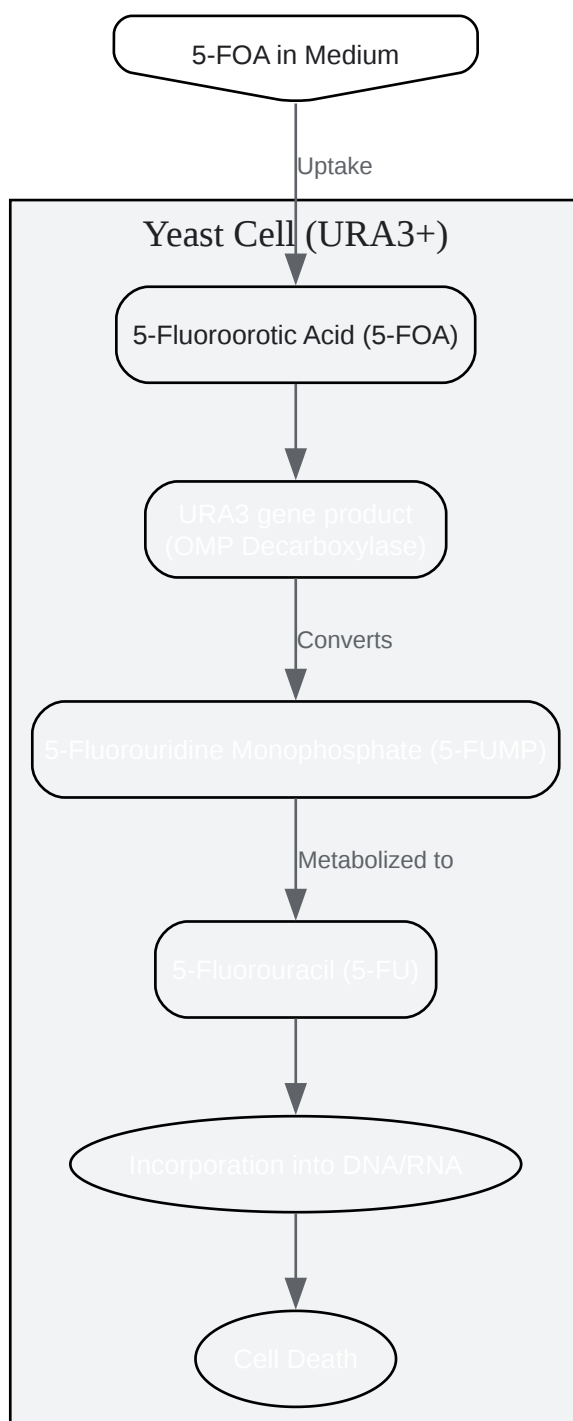 5-FOA in Medium
Uptake
Yeast Cell (URA3+)
5-Fluoroorotic Acid (5-FOA)
URA3 gene product
(OMP Decarboxylase)
Converts
5-Fluorouridine Monophosphate (5-FUMP)
Metabolized to
5-Fluorouracil (5-FU)
Incorporation into DNA/RNA
Cell Death